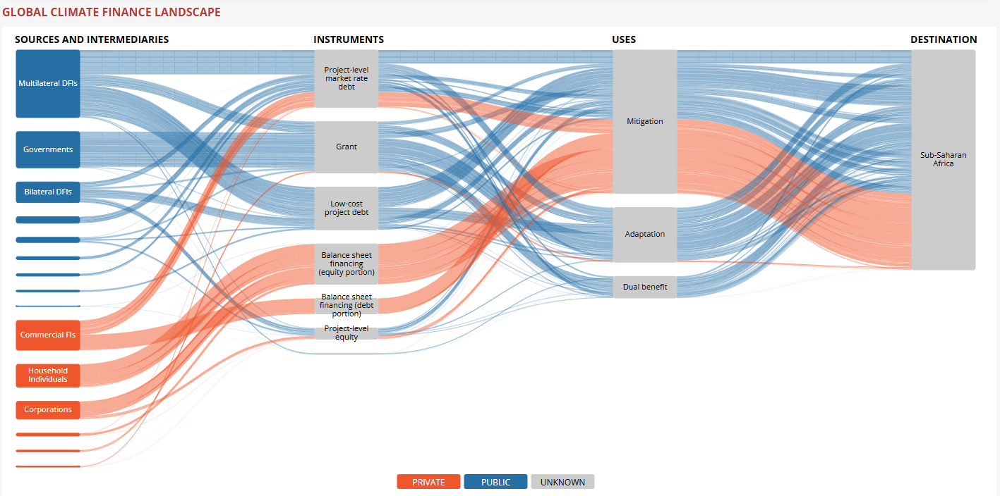 GLOBAL CLIMATE FINANCE LANDSCAPE
SOURCES AND INTERMEDIARIES
INSTRUMENTS
USES
DESTINATION
Multilateral DFIs
Governments
Bilateral DFIs
Commercial FIs
Household
Individuals
Corporations
Project-level
market rate
debt
Grant
Low-cost
project debt
Balance sheet
financing
(equity portion)
Balance sheet
financing (debt
portion)
Project-level
equity
Mitigation
Adaptation
Dual benefit
Sub-Saharan
Africa
PRIVATE
PUBLIC
UNKNOWN